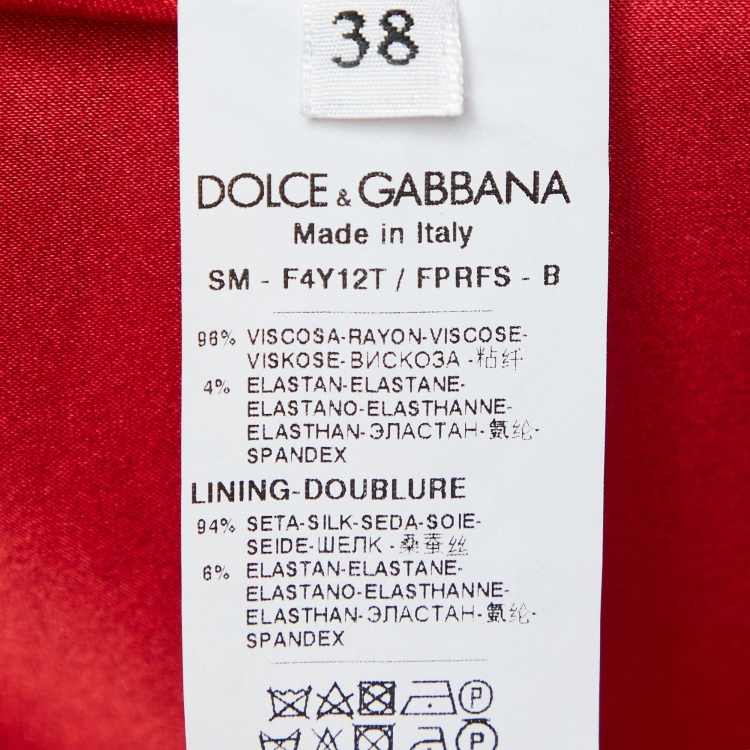 38
DOLCE & GABBANA
Made in Italy
SM - F4Y12T / FPRFS - B
96% VISCOSA-RAYON-VISCOSE-
VISKOSE-ВИСКОЗА -粘纤
4% ELASTAN-ELASTANE-
ELASTANO-ELASTHANNE-
ELASTHAN-ЭЛАСТАН-氨纶-
SPANDEX
LINING-DOUBLURE
94% SETA-SILK-SEDA-SOIE-
SEIDE-ШЕЛК -桑蚕丝
6% ELASTAN-ELASTANE-
ELASTANO-ELASTHANNE-
ELASTHAN-ЭЛАСТАН-氨纶-
SPANDEX
P
P